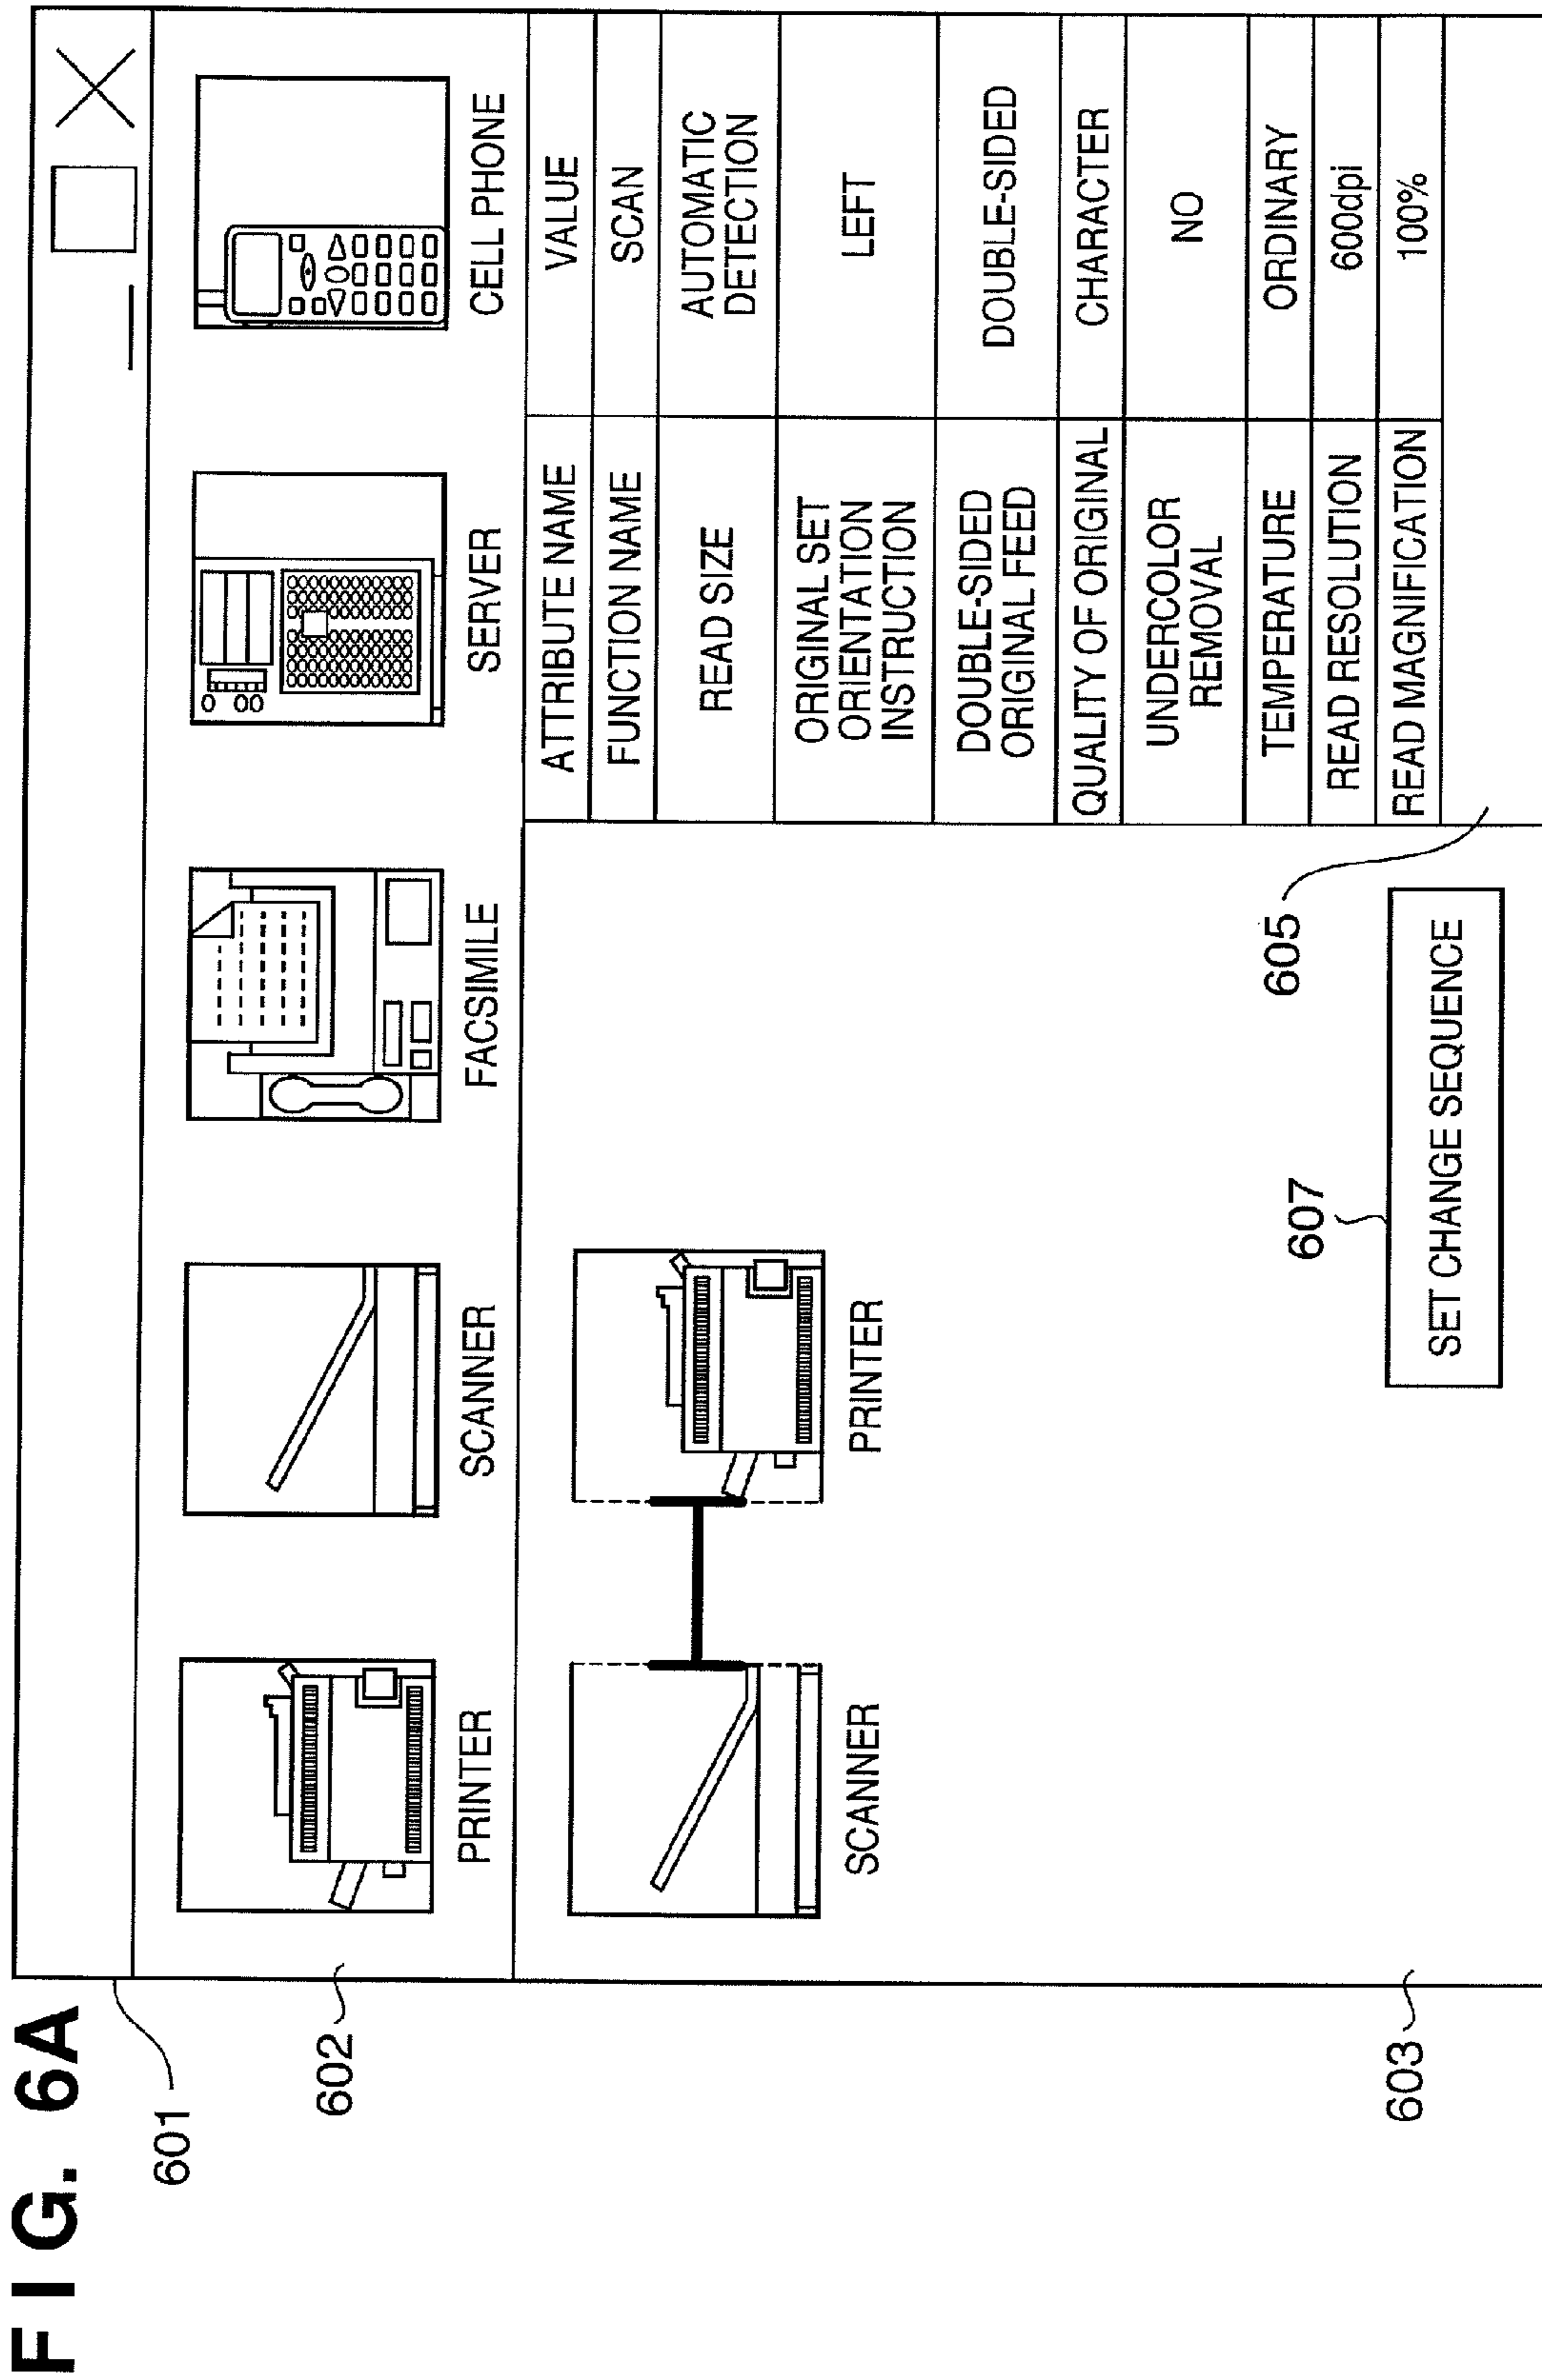 FIG. 6A
601
602
PRINTER
SCANNER
FACSIMILE
SERVER
CELL PHONE
603
SCANNER
PRINTER
607
SET CHANGE SEQUENCE
605
ATTRIBUTE NAME VALUE
FUNCTION NAME SCAN
READ SIZE AUTOMATIC
DETECTION
ORIGINAL SET
ORIENTATION
INSTRUCTION LEFT
DOUBLE-SIDED
ORIGINAL FEED DOUBLE-SIDED
QUALITY OF ORIGINAL CHARACTER
UNDERCOLOR
REMOVAL NO
TEMPERATURE ORDINARY
READ RESOLUTION 600dpi
READ MAGNIFICATION 100%